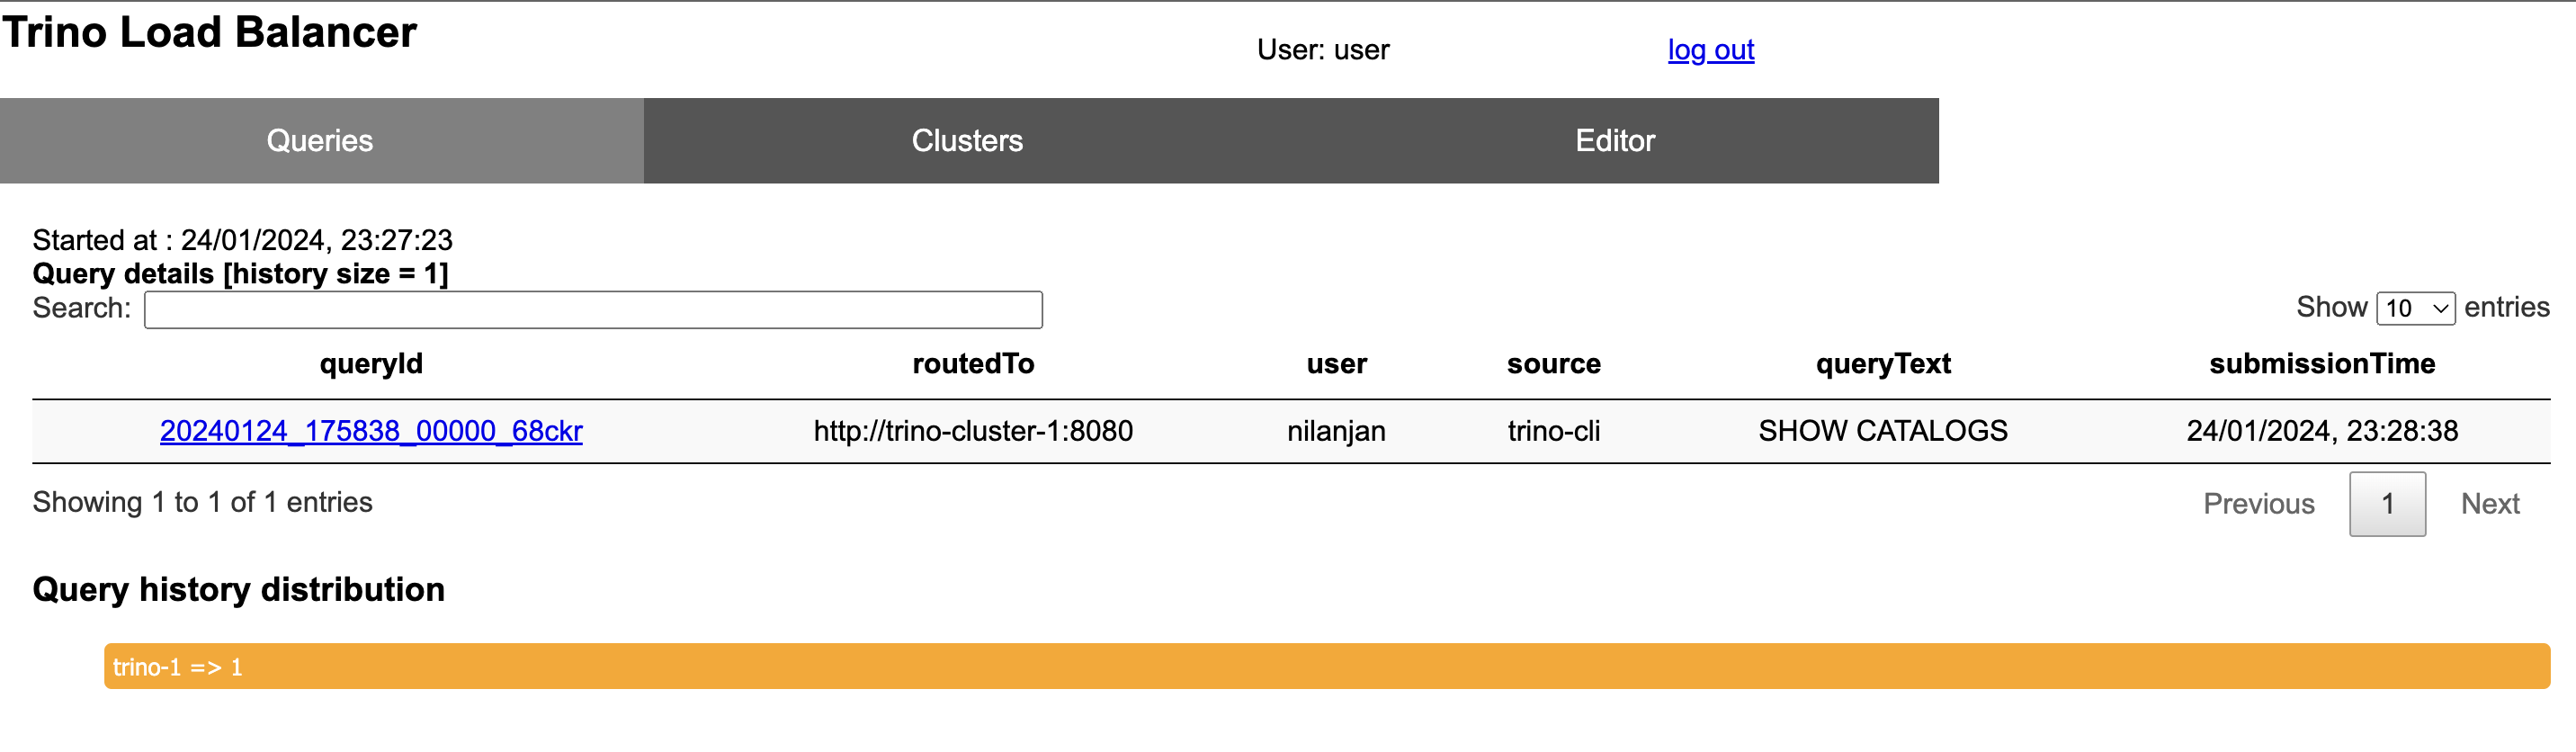 Trino Load Balancer
User: user log out
Queries Clusters Editor
Started at : 24/01/2024, 23:27:23
Query details [history size = 1]
Search: Show 10 entries
queryId routedTo user source queryText submissionTime
20240124_175838_00000_68ckr http://trino-cluster-1:8080 nilanjan trino-cli SHOW CATALOGS 24/01/2024, 23:28:38
Showing 1 to 1 of 1 entries Previous 1 Next
Query history distribution
trino-1 => 1